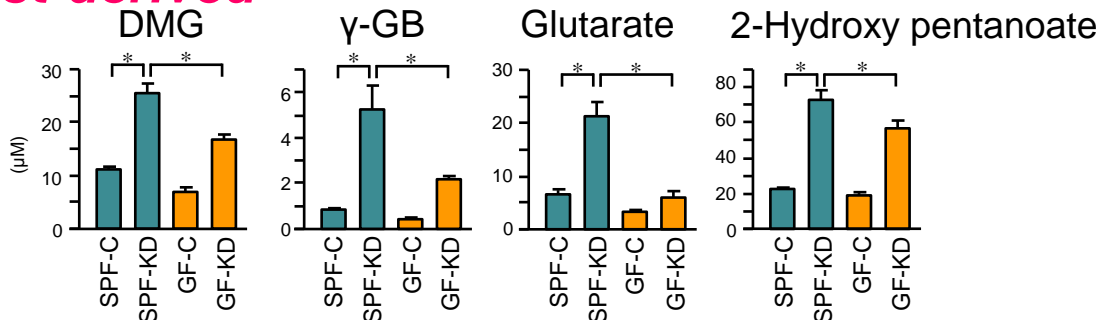 DMG γ-GB Glutarate 2-Hydroxy pentanoate
* * * * * * * *
(μM)
30 20 10 0
6 4 2 0
30 20 10 0
80 60 40 20 0
SPF-C SPF-KD GF-C GF-KD
SPF-C SPF-KD GF-C GF-KD
SPF-C SPF-KD GF-C GF-KD
SPF-C SPF-KD GF-C GF-KD